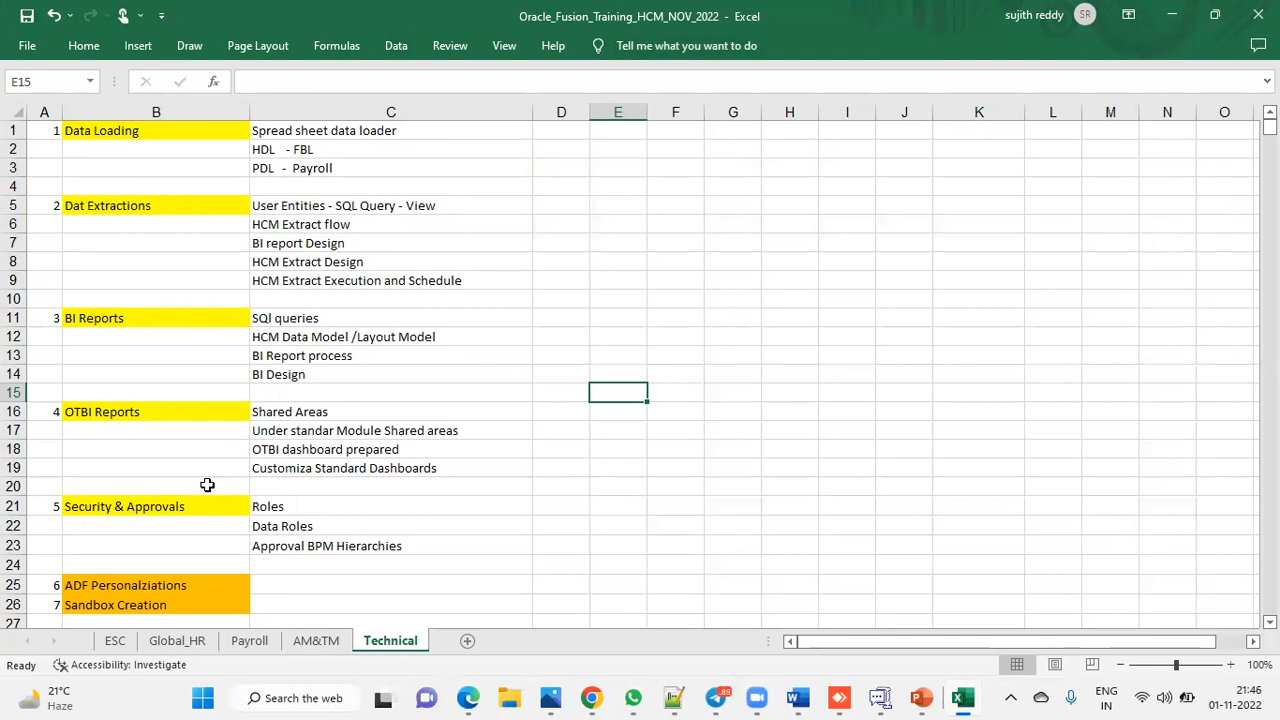 Oracle_Fusion_Training_HCM_NOV_2022 - Excel
sujith reddy SR
File Home Insert Draw Page Layout Formulas Data Review View Help Tell me what you want to do
E15 fx
A B C D E F G H I J K L M N O
1 1 Data Loading Spread sheet data loader
2 HDL - FBL
3 PDL - Payroll
4
5 2 Dat Extractions User Entities - SQL Query - View
6 HCM Extract flow
7 BI report Design
8 HCM Extract Design
9 HCM Extract Execution and Schedule
10
11 3 BI Reports SQl queries
12 HCM Data Model /Layout Model
13 BI Report process
14 BI Design
15
16 4 OTBI Reports Shared Areas
17 Under standar Module Shared areas
18 OTBI dashboard prepared
19 Customiza Standard Dashboards
20
21 5 Security & Approvals Roles
22 Data Roles
23 Approval BPM Hierarchies
24
25 6 ADF Personalziations
26 7 Sandbox Creation
27
ESC Global_HR Payroll AM&TM Technical
Ready Accessibility: Investigate 100%
21°C
Haze
Search the web
89
ENG
IN
21:46
01-11-2022